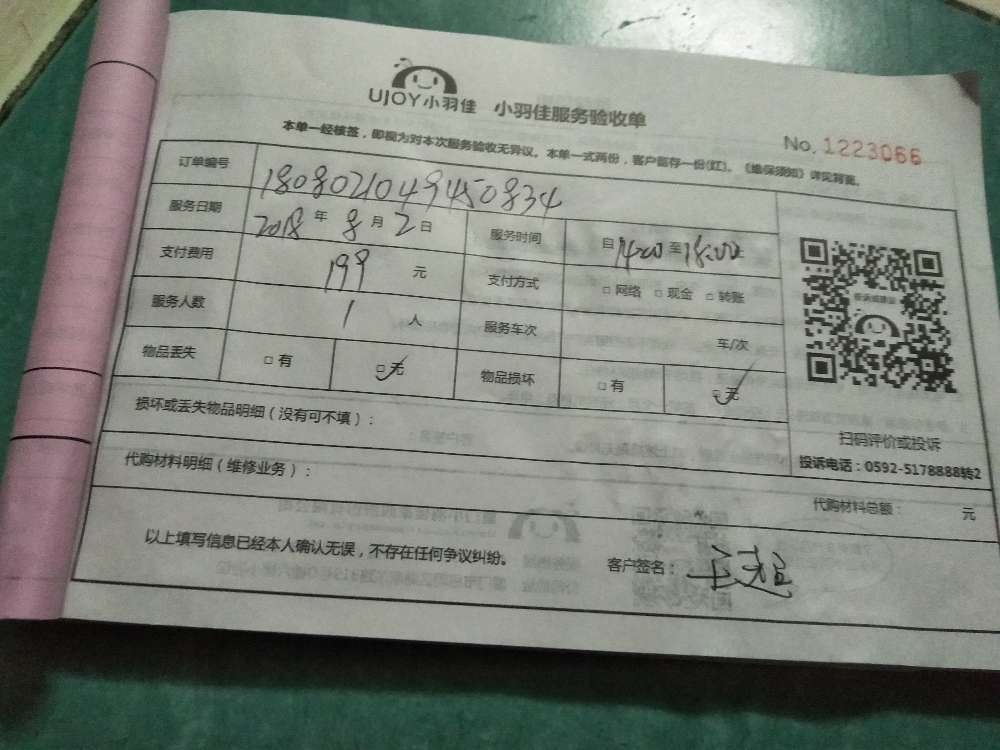 UJOY小羽佳 小羽佳服务验收单
No. 1223066
本单一经核签，即视为对本次服务验收无异议。本单一式两份，客户留存一份(红)。《维保须知》详见背面。
订单编号 1808021049450834
服务日期 2018 年 8 月 2 日 服务时间 自 14:00 至 18:00
支付费用 199 元 支付方式 □ 网络 □ 现金 □ 转账
服务人数 1 人 服务车次 车/次
物品丢失 □ 有 □ 无 物品损坏 □ 有 □ 无
损坏或丢失物品明细（没有可不填）：
扫码评价或投诉
投诉电话：0592-5178888转2
代购材料明细（维修业务）：
代购材料总额： 元
以上填写信息已经本人确认无误，不存在任何争议纠纷。 客户签名： 王超